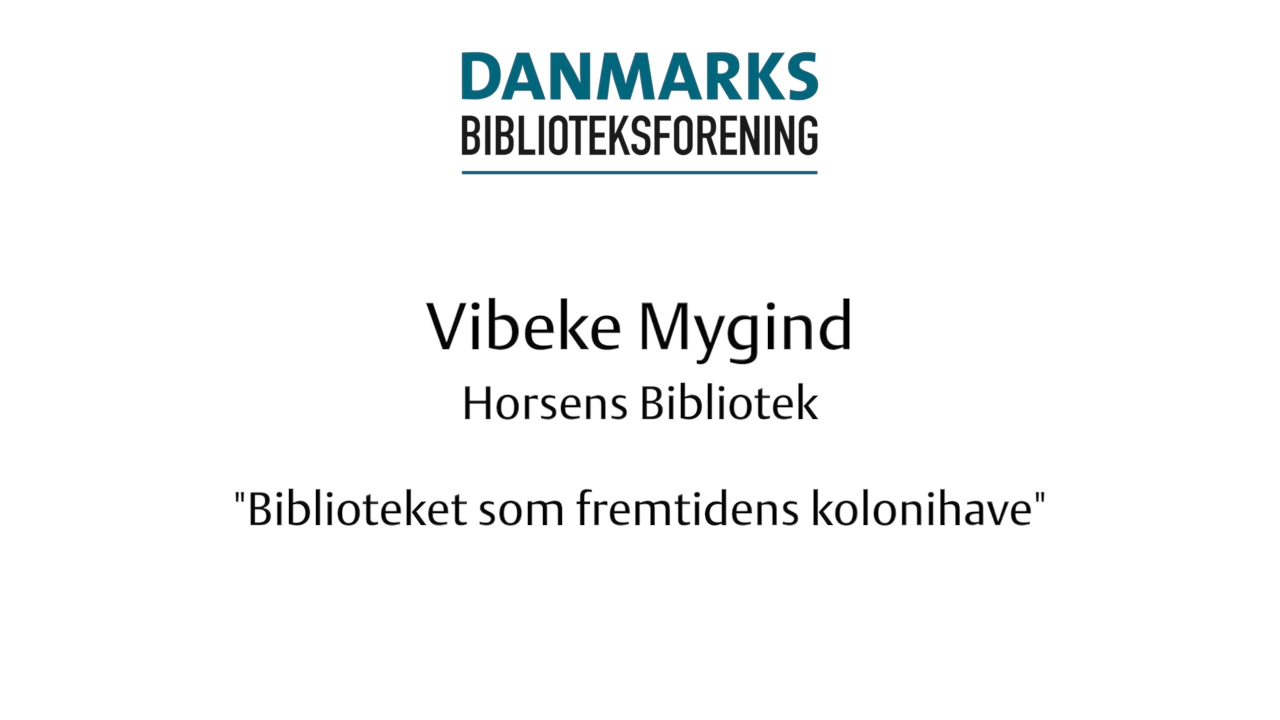 DANMARKS
BIBLIOTEKSFORENING
Vibeke Mygind
Horsens Bibliotek
"Biblioteket som fremtidens kolonihave"